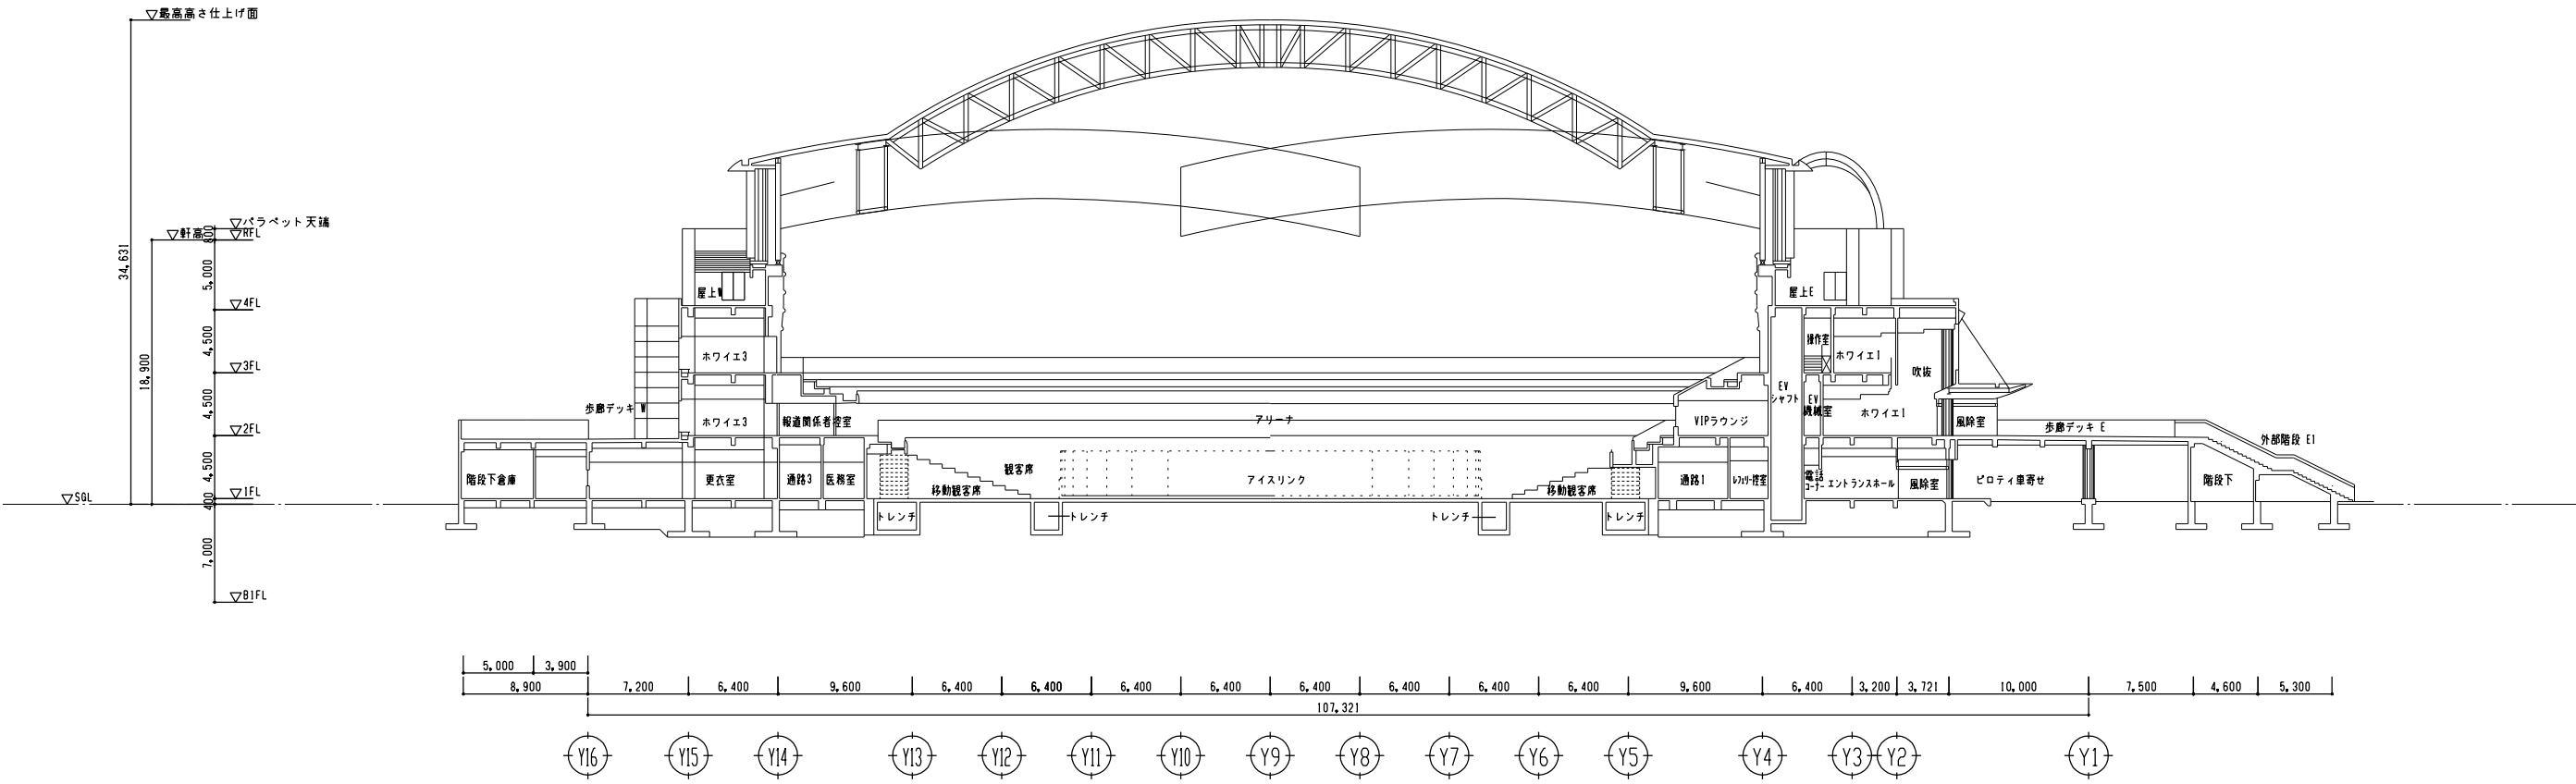 最高高さ仕上げ面
パラペット天端
軒高
RFL
800
34,631
5,000
屋上W
屋上E
4FL
4,500
操作室
18,900
ホワイエ3
ホワイエ1
3FL
吹抜
EV
シャフト
EV
機械室
4,500
歩廊デッキ W
ホワイエ3
報道関係者控室
アリーナ
VIPラウンジ
ホワイエ1
風除室
歩廊デッキ E
2FL
外部階段 E1
4,500
観客席
階段下倉庫
更衣室
通路3
医務室
移動観客席
アイスリンク
移動観客席
通路1
レフェリー控室
電話
コーナー
エントランスホール
風除室
ピロティ車寄せ
階段下
1FL
SGL
400
トレンチ
トレンチ
トレンチ
トレンチ
7,000
B1FL
5,000
3,900
8,900
7,200
6,400
9,600
6,400
6,400
6,400
6,400
6,400
6,400
6,400
6,400
9,600
6,400
3,200
3,721
10,000
7,500
4,600
5,300
107,321
Y16
Y15
Y14
Y13
Y12
Y11
Y10
Y9
Y8
Y7
Y6
Y5
Y4
Y3
Y2
Y1